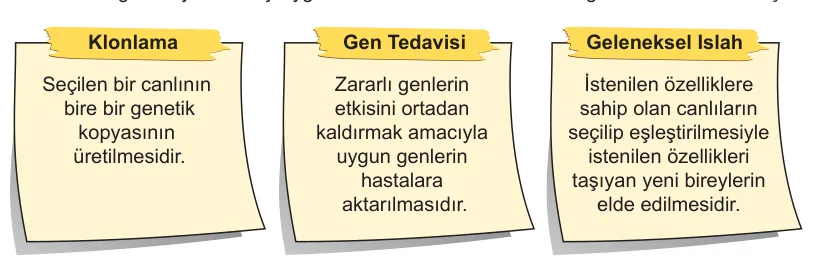 Klonlama
Seçilen bir canlının
bire bir genetik
kopyasının
üretilmesidir.
Gen Tedavisi
Zararlı genlerin
etkisini ortadan
kaldırmak amacıyla
uygun genlerin
hastalara
aktarılmasıdır.
Geleneksel Islah
İstenilen özelliklere
sahip olan canlıların
seçilip eşleştirilmesiyle
istenilen özellikleri
taşıyan yeni bireylerin
elde edilmesidir.